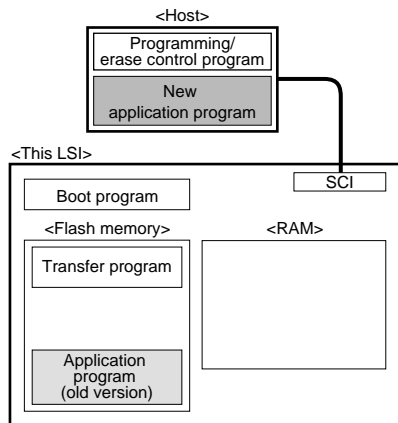 <Host>
Programming/
erase control program
New
application program
<This LSI>
SCI
Boot program
<Flash memory>
<RAM>
Transfer program
Application
program
(old version)